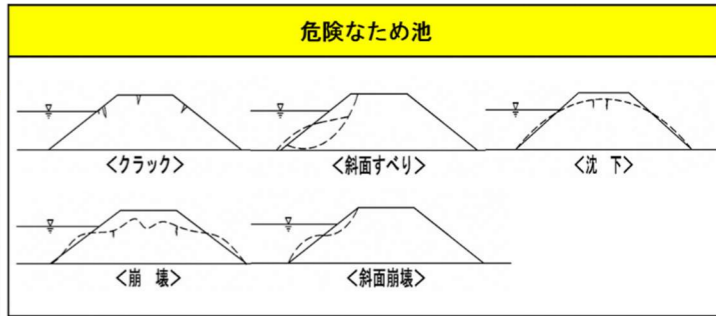 危険なため池
<クラック>
<斜面すべり>
<沈 下>
<崩 壊>
<斜面崩壊>